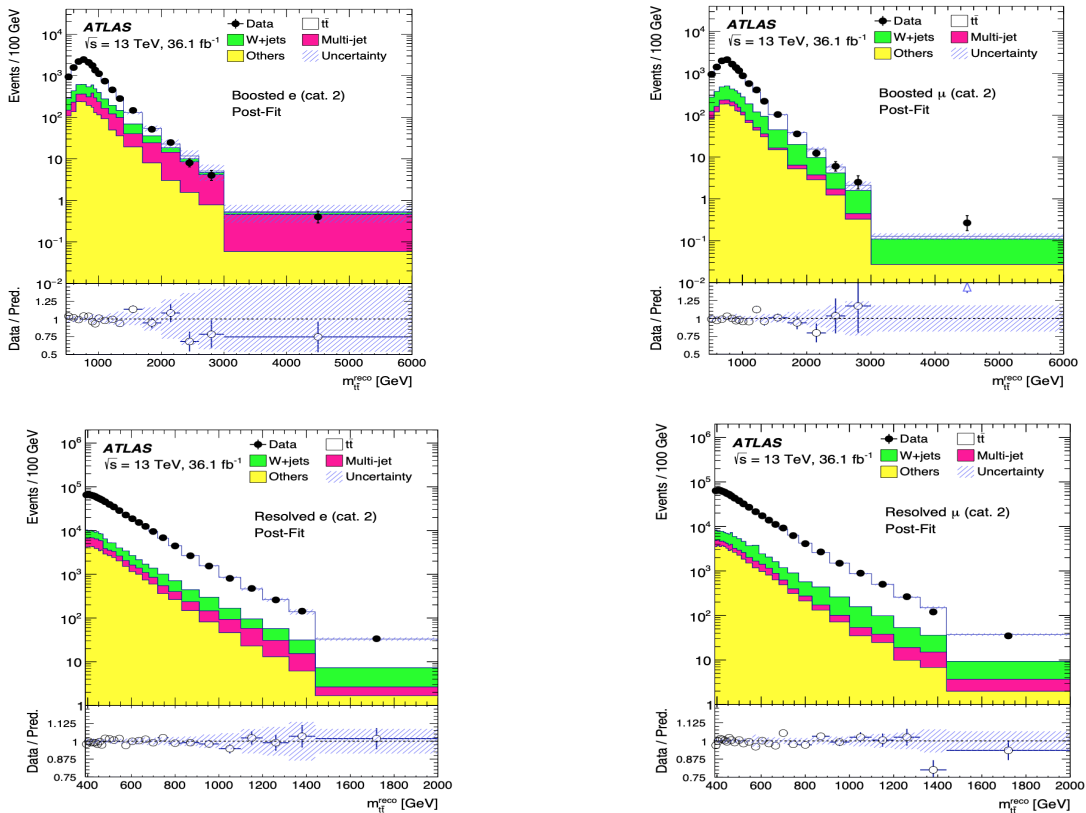 Events / 100 GeV
10⁴
10³
10²
10
1
10⁻¹
10⁻²
ATLAS
√s = 13 TeV, 36.1 fb⁻¹
Data
tt̄
W+jets
Multi-jet
Others
Uncertainty
Boosted e (cat. 2)
Post-Fit
Data / Pred.
1.25
1
0.75
0.5
1000 2000 3000 4000 5000 6000
m_tt̄^reco [GeV]
Events / 100 GeV
10⁴
10³
10²
10
1
10⁻¹
10⁻²
ATLAS
√s = 13 TeV, 36.1 fb⁻¹
Data
tt̄
W+jets
Multi-jet
Others
Uncertainty
Boosted μ (cat. 2)
Post-Fit
Data / Pred.
1.25
1
0.75
0.5
1000 2000 3000 4000 5000 6000
m_tt̄^reco [GeV]
Events / 100 GeV
10⁶
10⁵
10⁴
10³
10²
10
1
ATLAS
√s = 13 TeV, 36.1 fb⁻¹
Data
tt̄
W+jets
Multi-jet
Others
Uncertainty
Resolved e (cat. 2)
Post-Fit
Data / Pred.
1.125
1
0.875
0.75
400 600 800 1000 1200 1400 1600 1800 2000
m_tt̄^reco [GeV]
Events / 100 GeV
10⁶
10⁵
10⁴
10³
10²
10
1
ATLAS
√s = 13 TeV, 36.1 fb⁻¹
Data
tt̄
W+jets
Multi-jet
Others
Uncertainty
Resolved μ (cat. 2)
Post-Fit
Data / Pred.
1.125
1
0.875
0.75
400 600 800 1000 1200 1400 1600 1800 2000
m_tt̄^reco [GeV]